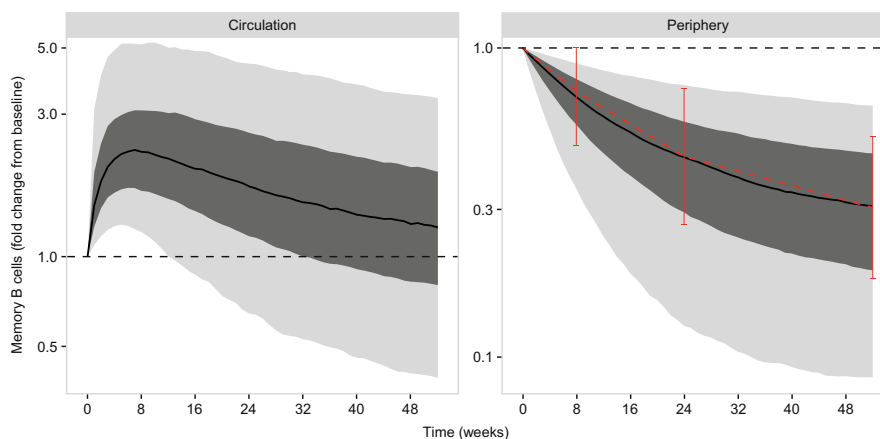 Circulation
Periphery
Memory B cells (fold change from baseline)
5.0
3.0
1.0
0.5
1.0
0.3
0.1
0 8 16 24 32 40 48
0 8 16 24 32 40 48
Time (weeks)